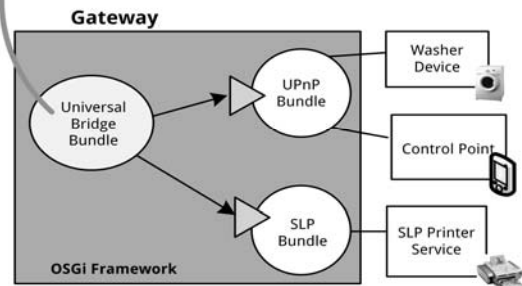 Gateway
Universal
Bridge
Bundle
UPnP
Bundle
SLP
Bundle
OSGi Framework
Washer
Device
Control Point
SLP Printer
Service